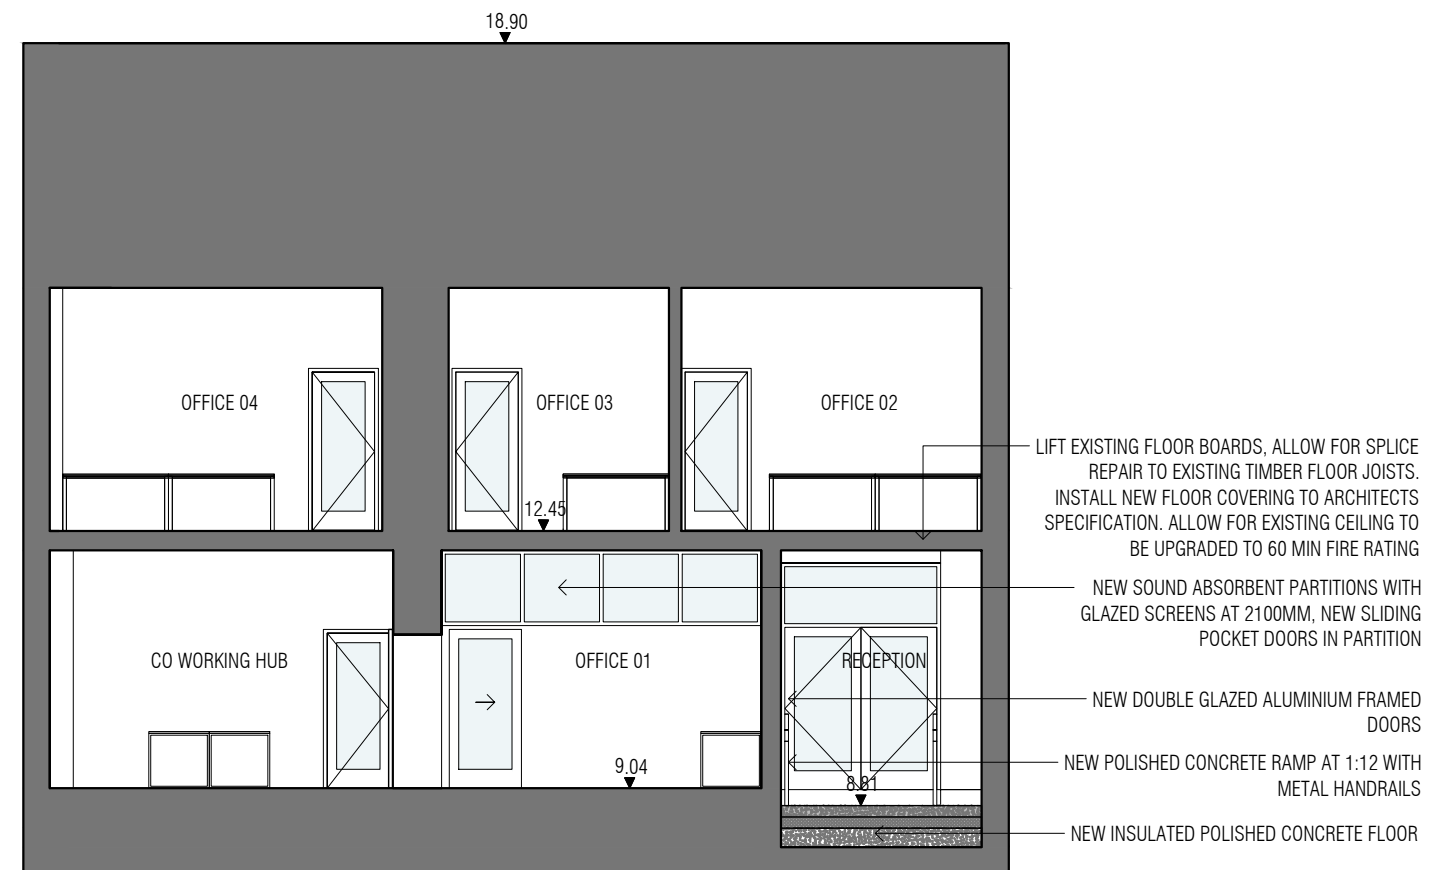 18.90
OFFICE 04
OFFICE 03
OFFICE 02
12.45
LIFT EXISTING FLOOR BOARDS, ALLOW FOR SPLICE
REPAIR TO EXISTING TIMBER FLOOR JOISTS.
INSTALL NEW FLOOR COVERING TO ARCHITECTS
SPECIFICATION. ALLOW FOR EXISTING CEILING TO
BE UPGRADED TO 60 MIN FIRE RATING
NEW SOUND ABSORBENT PARTITIONS WITH
GLAZED SCREENS AT 2100MM, NEW SLIDING
POCKET DOORS IN PARTITION
CO WORKING HUB
OFFICE 01
RECEPTION
NEW DOUBLE GLAZED ALUMINIUM FRAMED
DOORS
9.04
8.81
NEW POLISHED CONCRETE RAMP AT 1:12 WITH
METAL HANDRAILS
NEW INSULATED POLISHED CONCRETE FLOOR